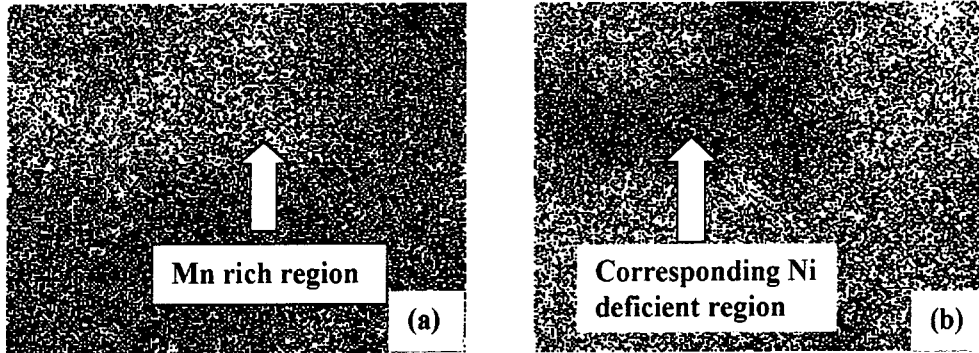 Mn rich region
(a)
Corresponding Ni
deficient region
(b)